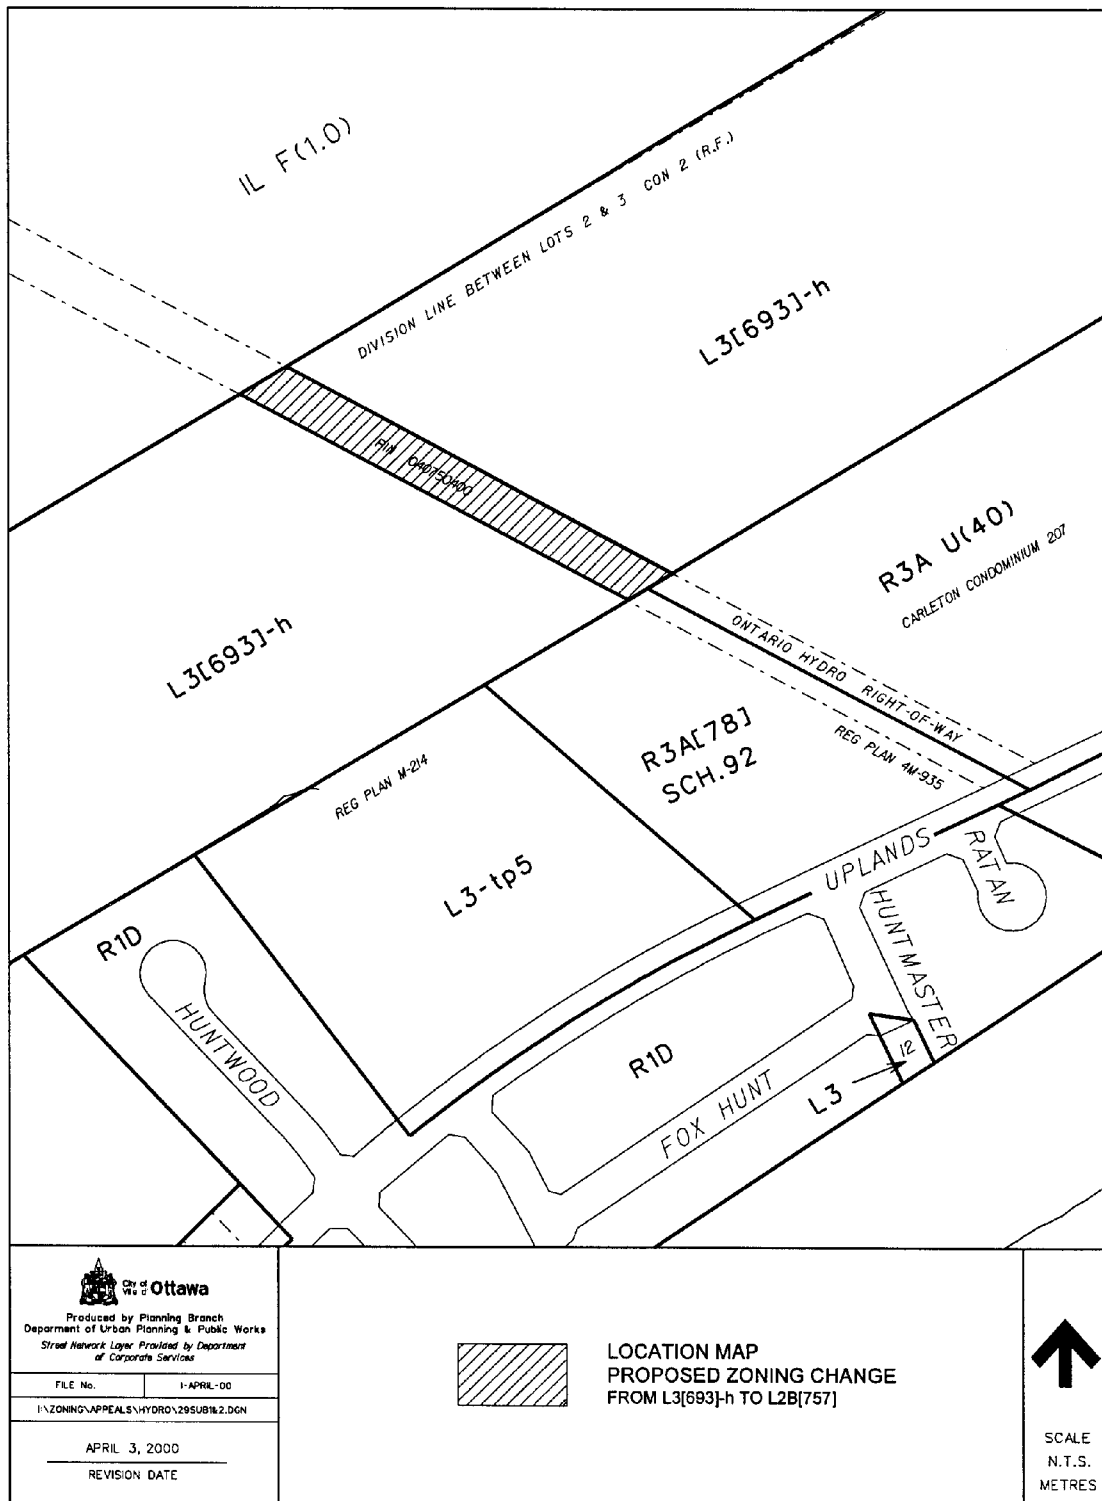 IL F(1.0)
DIVISION LINE BETWEEN LOTS 2 & 3 CON 2 (R.F.)
L3[693]-h
PIN 040750400
R3A U(40)
CARLETON CONDOMINIUM 207
L3[693]-h
ONTARIO HYDRO RIGHT-OF-WAY
R3A[78]
SCH.92
REG PLAN 4M-935
REG PLAN M-214
L3-tp5
UPLANDS
RATAN
HUNTMASTER
R1D
HUNTWOOD
R1D
12
L3
FOX HUNT
City of
Ville d'
Ottawa
Produced by Planning Branch
Deparment of Urban Planning & Public Works
Street Network Layer Provided by Department
of Corporate Services
FILE No. 1-APRIL-00
I:\ZONING\APPEALS\HYDRO\29SUB1&2.DGN
APRIL 3, 2000
REVISION DATE
LOCATION MAP
PROPOSED ZONING CHANGE
FROM L3[693]-h TO L2B[757]
SCALE
N.T.S.
METRES